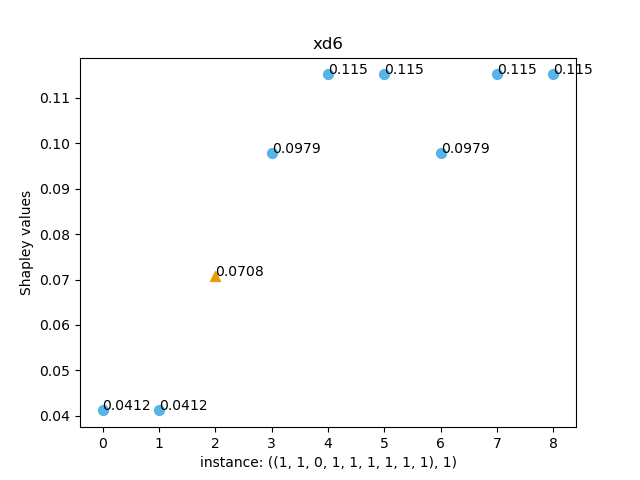 xd6
0.115 0.115 0.115 0.115
0.11
0.10
0.0979 0.0979
0.09
Shapley values
0.08
0.0708
0.07
0.06
0.05
0.0412 0.0412
0.04
0 1 2 3 4 5 6 7 8
instance: ((1, 1, 0, 1, 1, 1, 1, 1, 1), 1)